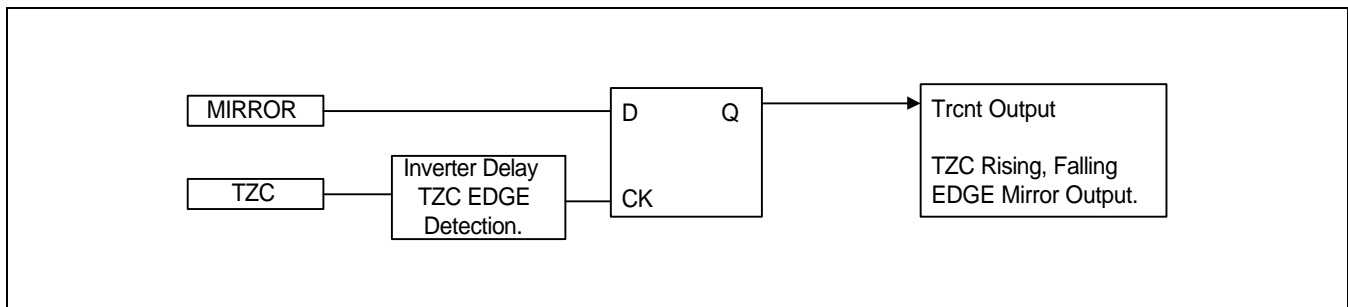 MIRROR
TZC
Inverter Delay
TZC EDGE
Detection.
D Q
CK
Trcnt Output
TZC Rising, Falling
EDGE Mirror Output.